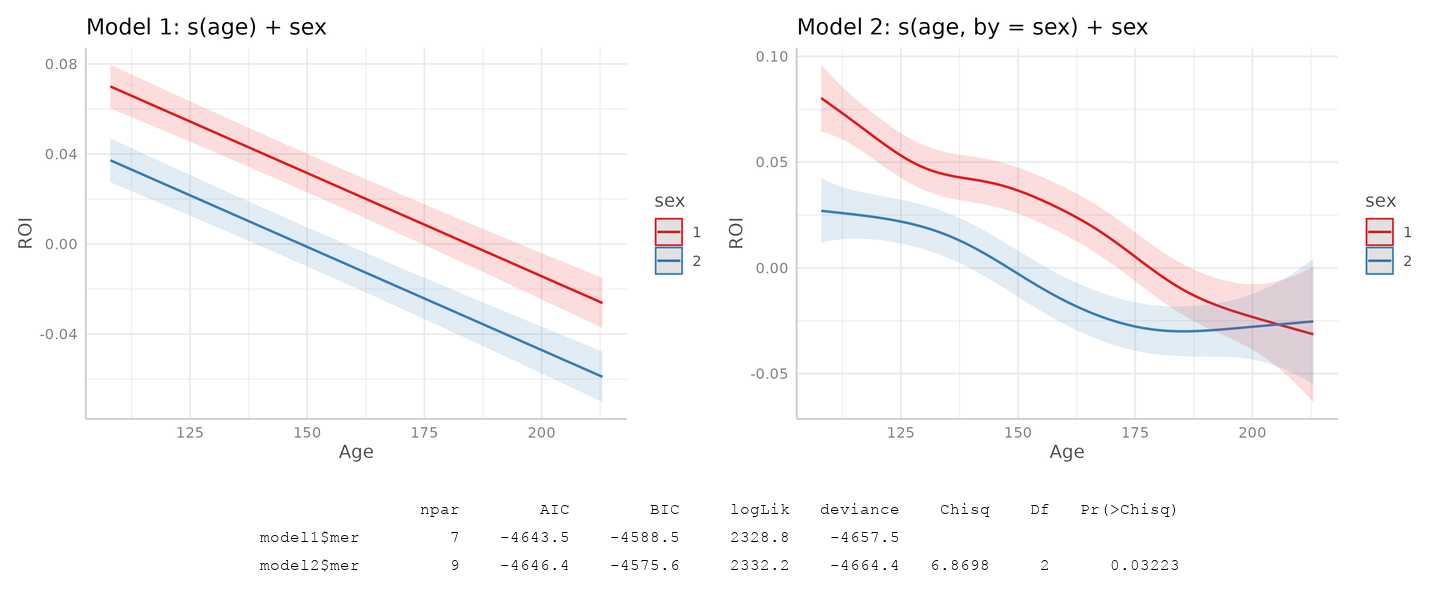 Model 1: s(age) + sex
0.08
0.04
0.00
-0.04
ROI
125 150 175 200
Age
sex
1
2
Model 2: s(age, by = sex) + sex
0.10
0.05
0.00
-0.05
ROI
125 150 175 200
Age
sex
1
2
npar AIC BIC logLik deviance Chisq Df Pr(>Chisq)
model1$mer 7 -4643.5 -4588.5 2328.8 -4657.5
model2$mer 9 -4646.4 -4575.6 2332.2 -4664.4 6.8698 2 0.03223